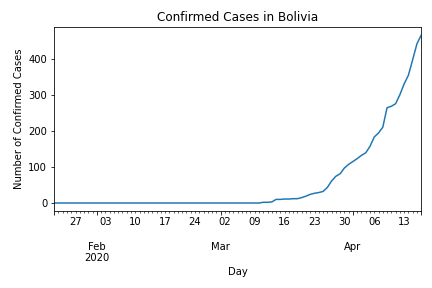 Confirmed Cases in Bolivia
Number of Confirmed Cases
400
300
200
100
0
27 03 10 17 24 02 09 16 23 30 06 13
Feb Mar Apr
2020
Day